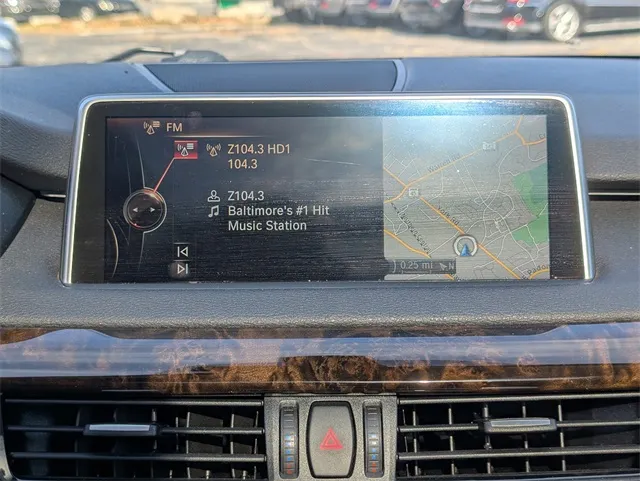 FM
Z104.3 HD1
104.3
Z104.3
Baltimore's #1 Hit
Music Station
0.25 mi
N